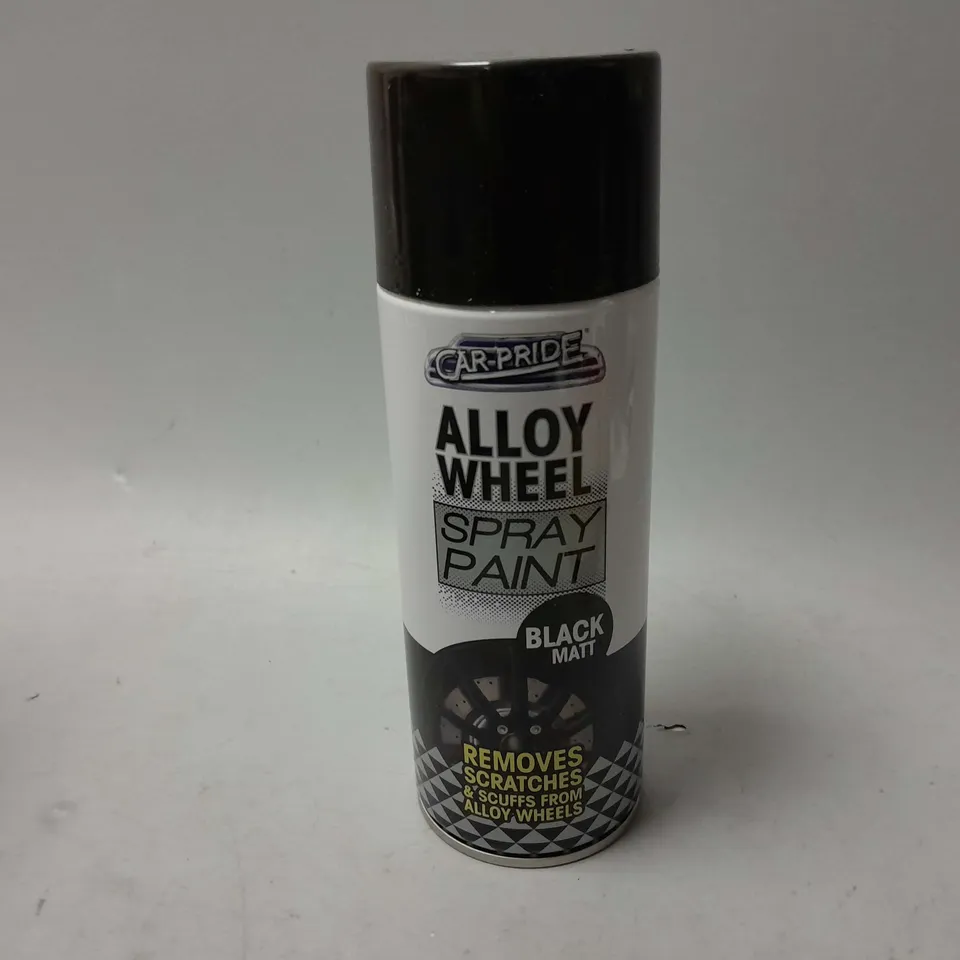 CAR-PRIDE
ALLOY
WHEEL
SPRAY
PAINT
BLACK
MATT
REMOVES
SCRATCHES
& SCUFFS FROM
ALLOY WHEELS